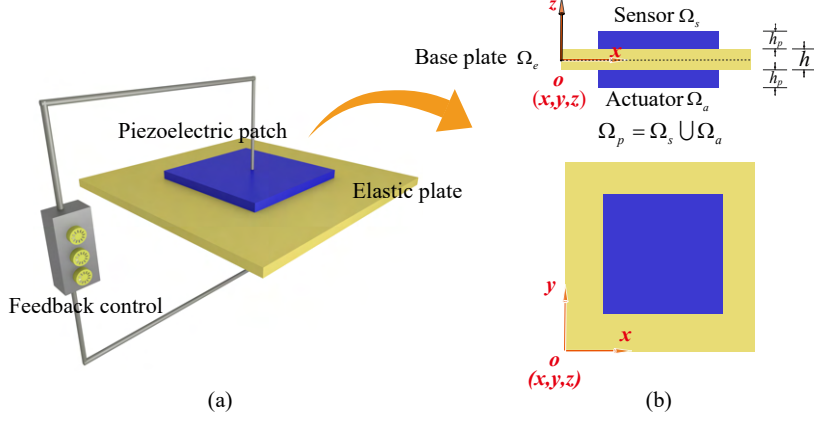 Piezoelectric patch
Elastic plate
Feedback control
(a)
z
Sensor Ωₛ
Base plate Ωₑ
x
o
(x,y,z)
Actuator Ωₐ
hₚ
h
hₚ
Ωₚ = Ωₛ ⋃ Ωₐ
y
x
o
(x,y,z)
(b)